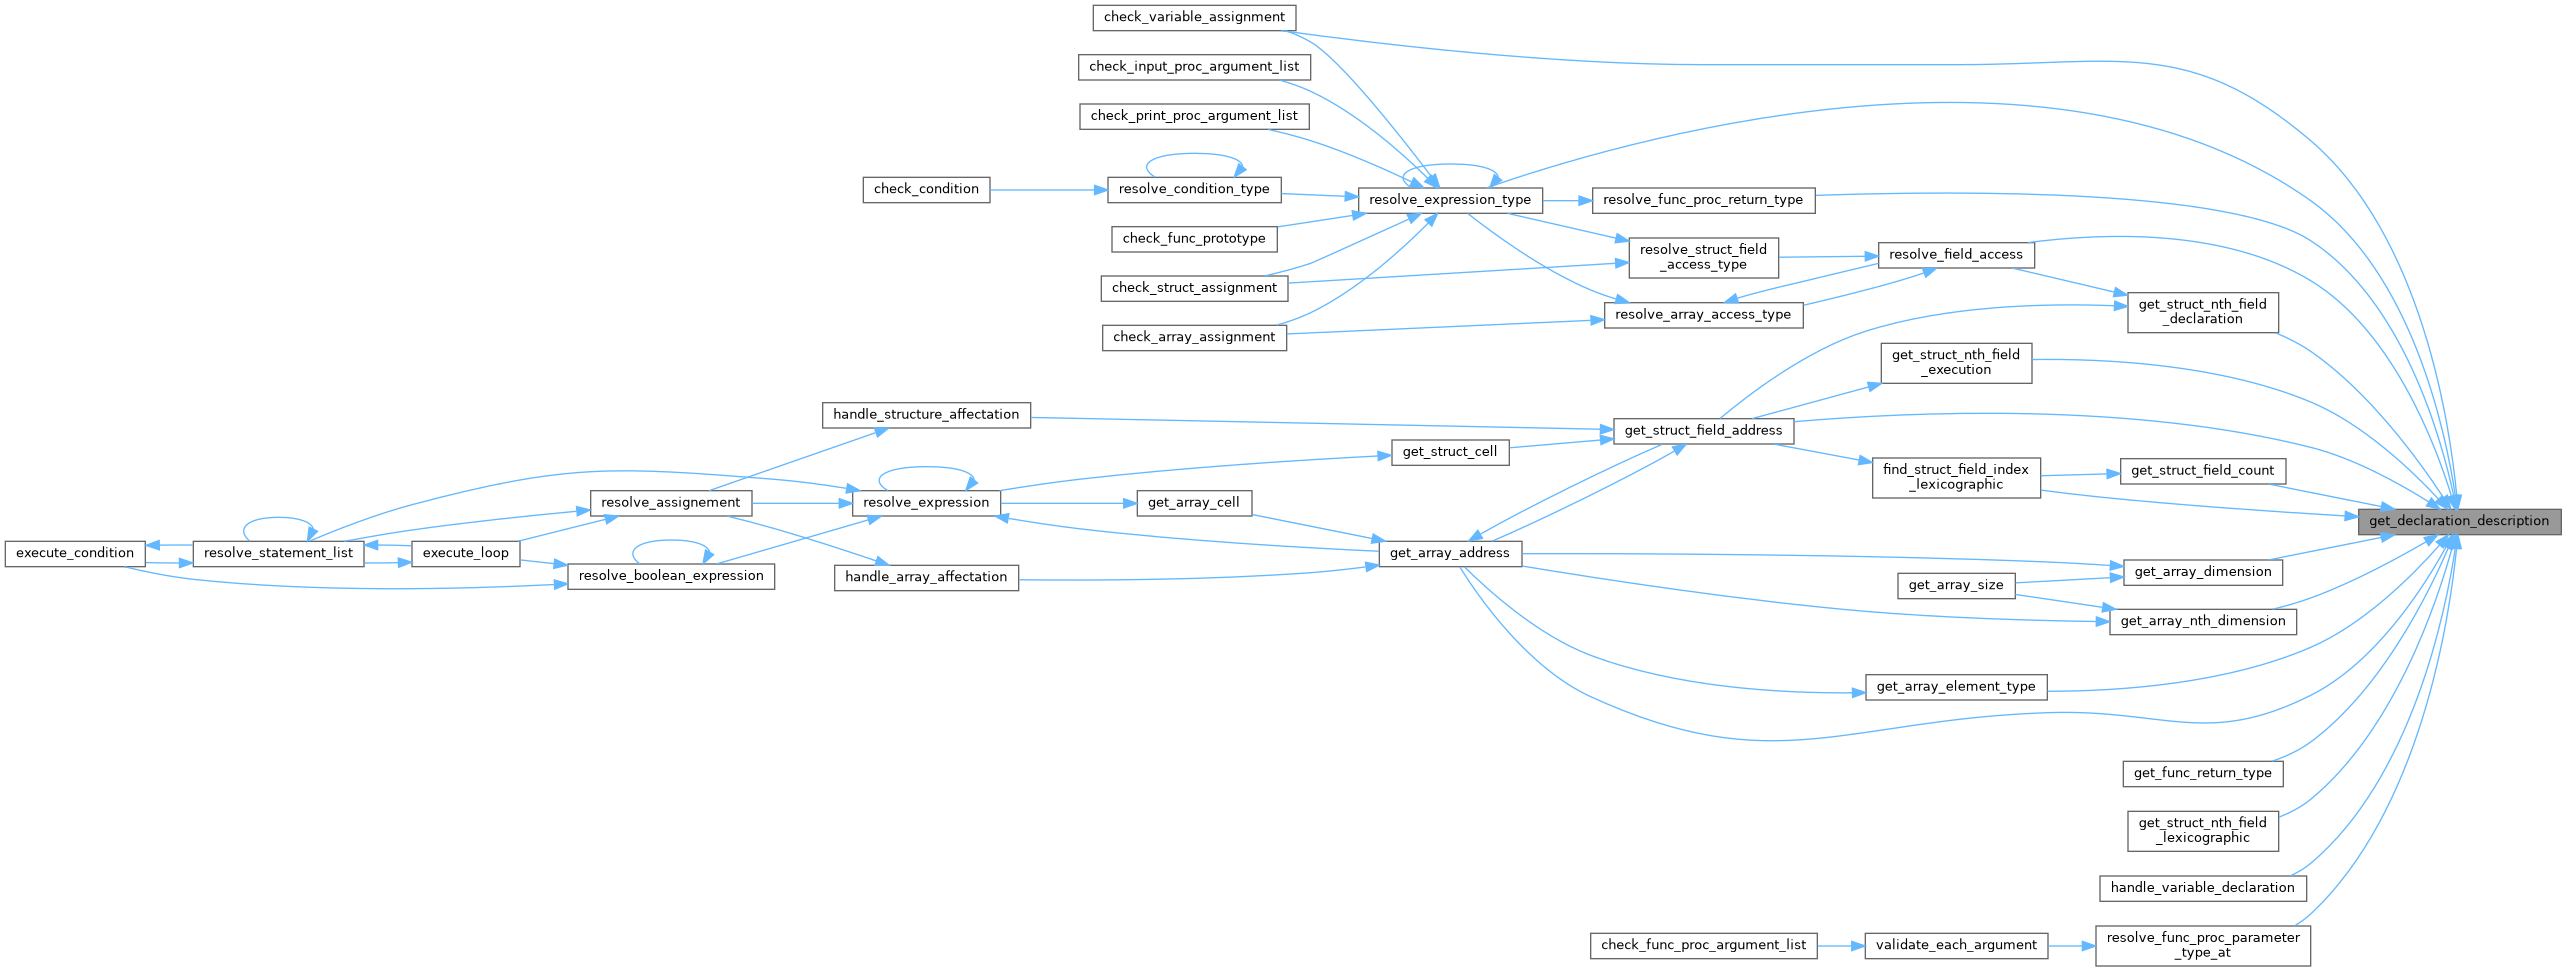 check_variable_assignment
check_input_proc_argument_list
check_print_proc_argument_list
check_condition
resolve_condition_type
resolve_expression_type
resolve_func_proc_return_type
check_func_prototype
resolve_struct_field
_access_type
resolve_field_access
check_struct_assignment
resolve_array_access_type
get_struct_nth_field
_declaration
check_array_assignment
get_struct_nth_field
_execution
handle_structure_affectation
get_struct_field_address
get_struct_cell
find_struct_field_index
_lexicographic
get_struct_field_count
resolve_assignement
resolve_expression
get_array_cell
get_declaration_description
execute_condition
resolve_statement_list
execute_loop
get_array_address
resolve_boolean_expression
handle_array_affectation
get_array_size
get_array_dimension
get_array_nth_dimension
get_array_element_type
get_func_return_type
get_struct_nth_field
_lexicographic
handle_variable_declaration
check_func_proc_argument_list
validate_each_argument
resolve_func_proc_parameter
_type_at